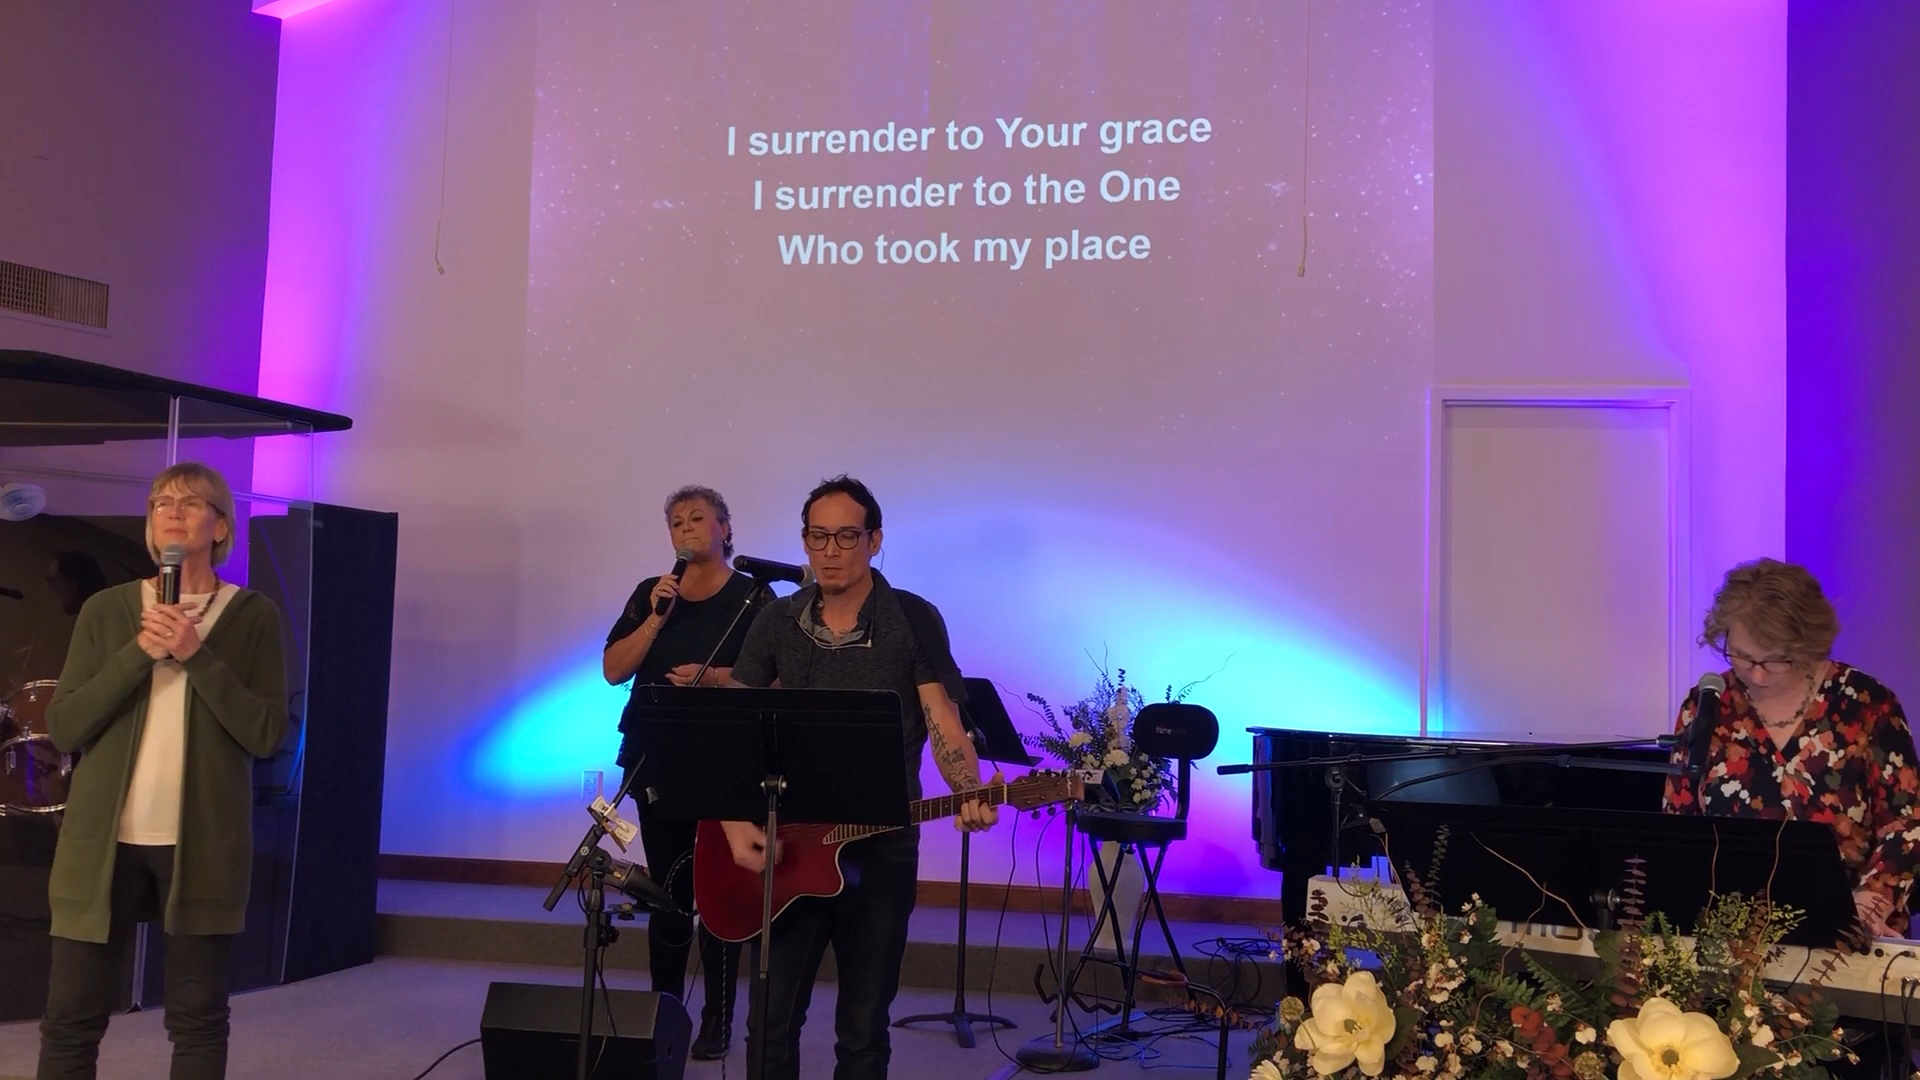 I surrender to Your grace
I surrender to the One
Who took my place